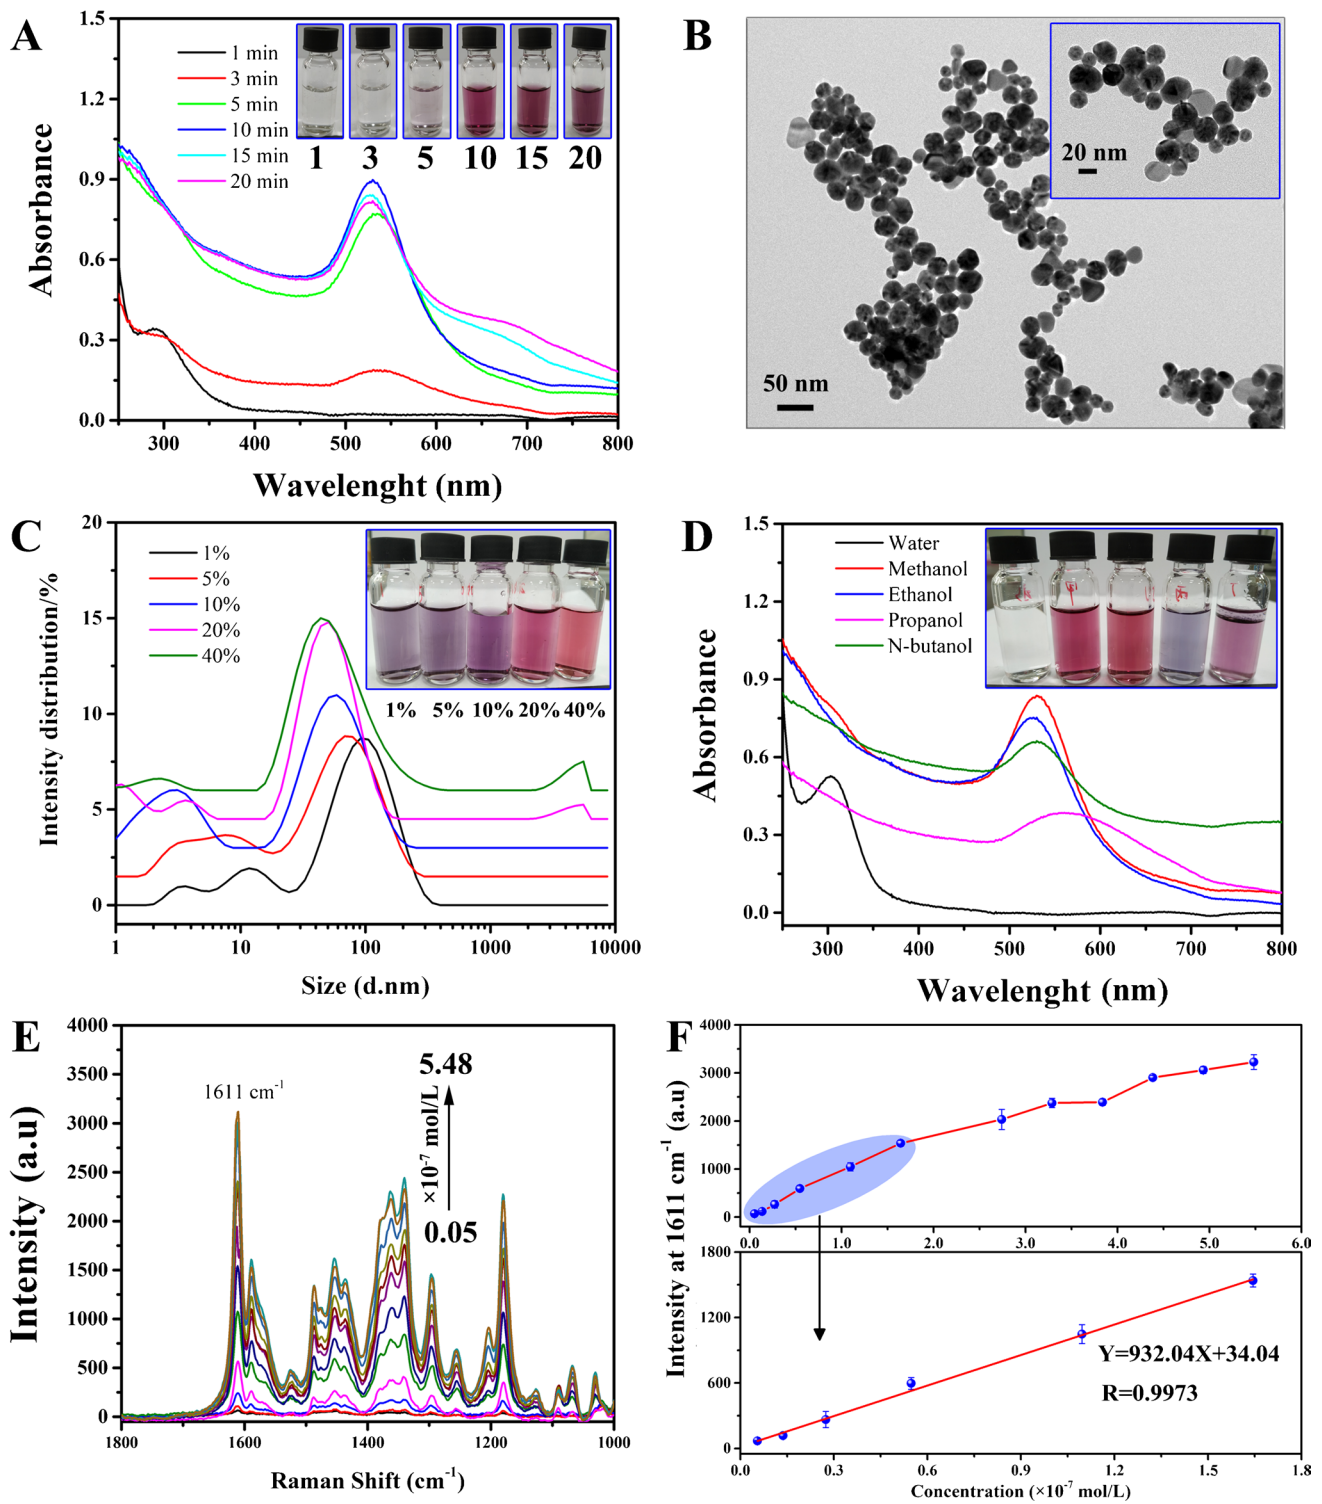 A
1.5
1.2
0.9
0.6
0.3
0.0
Absorbance
1 min
3 min
5 min
10 min
15 min
20 min
1 3 5 10 15 20
300 400 500 600 700 800
Wavelenght (nm)
B
20 nm
50 nm
C
20
15
10
5
0
Intensity distribution/%
1%
5%
10%
20%
40%
1% 5% 10% 20% 40%
1 10 100 1000 10000
Size (d.nm)
D
1.5
1.2
0.9
0.6
0.3
0.0
Absorbance
Water
Methanol
Ethanol
Propanol
N-butanol
300 400 500 600 700 800
Wavelenght (nm)
E
4000
3500
3000
2500
2000
1500
1000
500
0
Intensity (a.u)
1611 cm⁻¹
5.48
×10⁻⁷ mol/L
0.05
1800 1600 1400 1200 1000
Raman Shift (cm⁻¹)
F
4000
3000
2000
1000
0
0.0 1.0 2.0 3.0 4.0 5.0 6.0
Intensity at 1611 cm⁻¹ (a.u)
1800
1200
600
0
Y=932.04X+34.04
R=0.9973
0.0 0.3 0.6 0.9 1.2 1.5 1.8
Concentration (×10⁻⁷ mol/L)